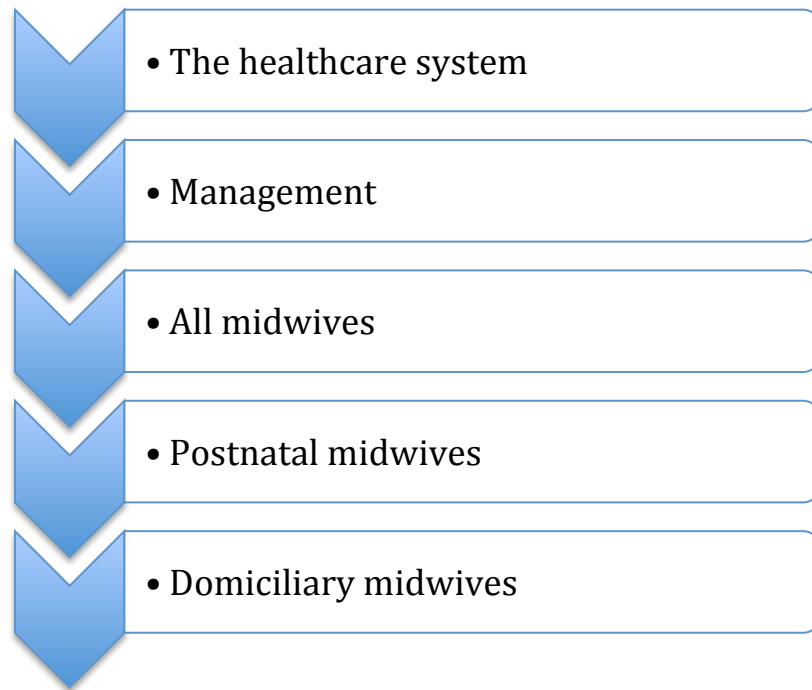 • The healthcare system
• Management
• All midwives
• Postnatal midwives
• Domiciliary midwives